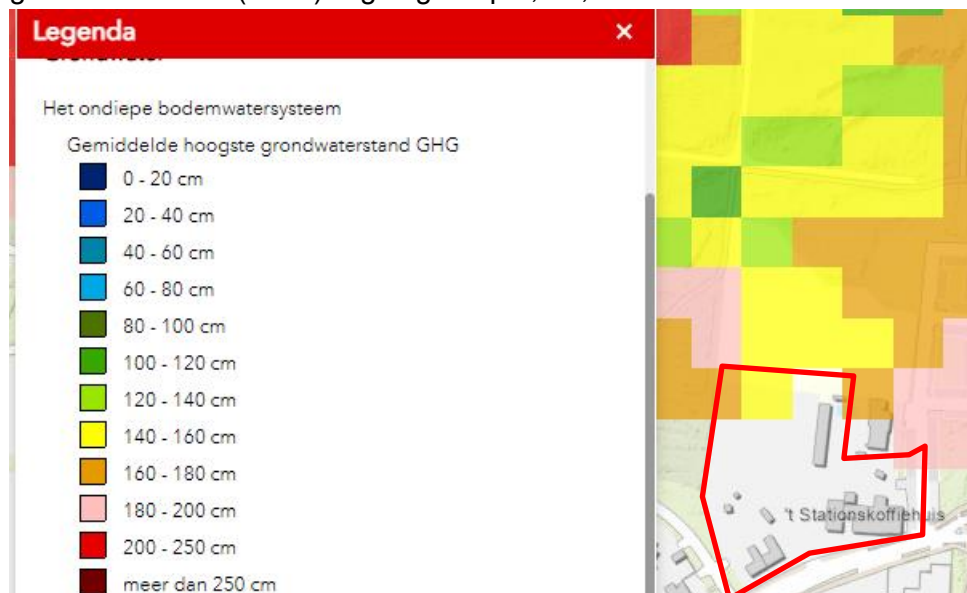 Legenda
×
Het ondiepe bodemwatersysteem
Gemiddelde hoogste grondwaterstand GHG
0 - 20 cm
20 - 40 cm
40 - 60 cm
60 - 80 cm
80 - 100 cm
100 - 120 cm
120 - 140 cm
140 - 160 cm
160 - 180 cm
180 - 200 cm
200 - 250 cm
meer dan 250 cm
't Stationskoffiehuis